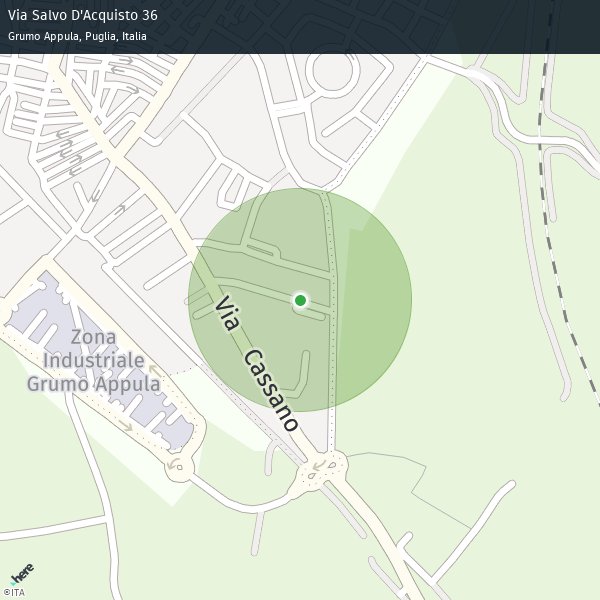 Via Salvo D'Acquisto 36
Grumo Appula, Puglia, Italia
Via Cassano
Zona
Industriale
Grumo Appula
here
©ITA